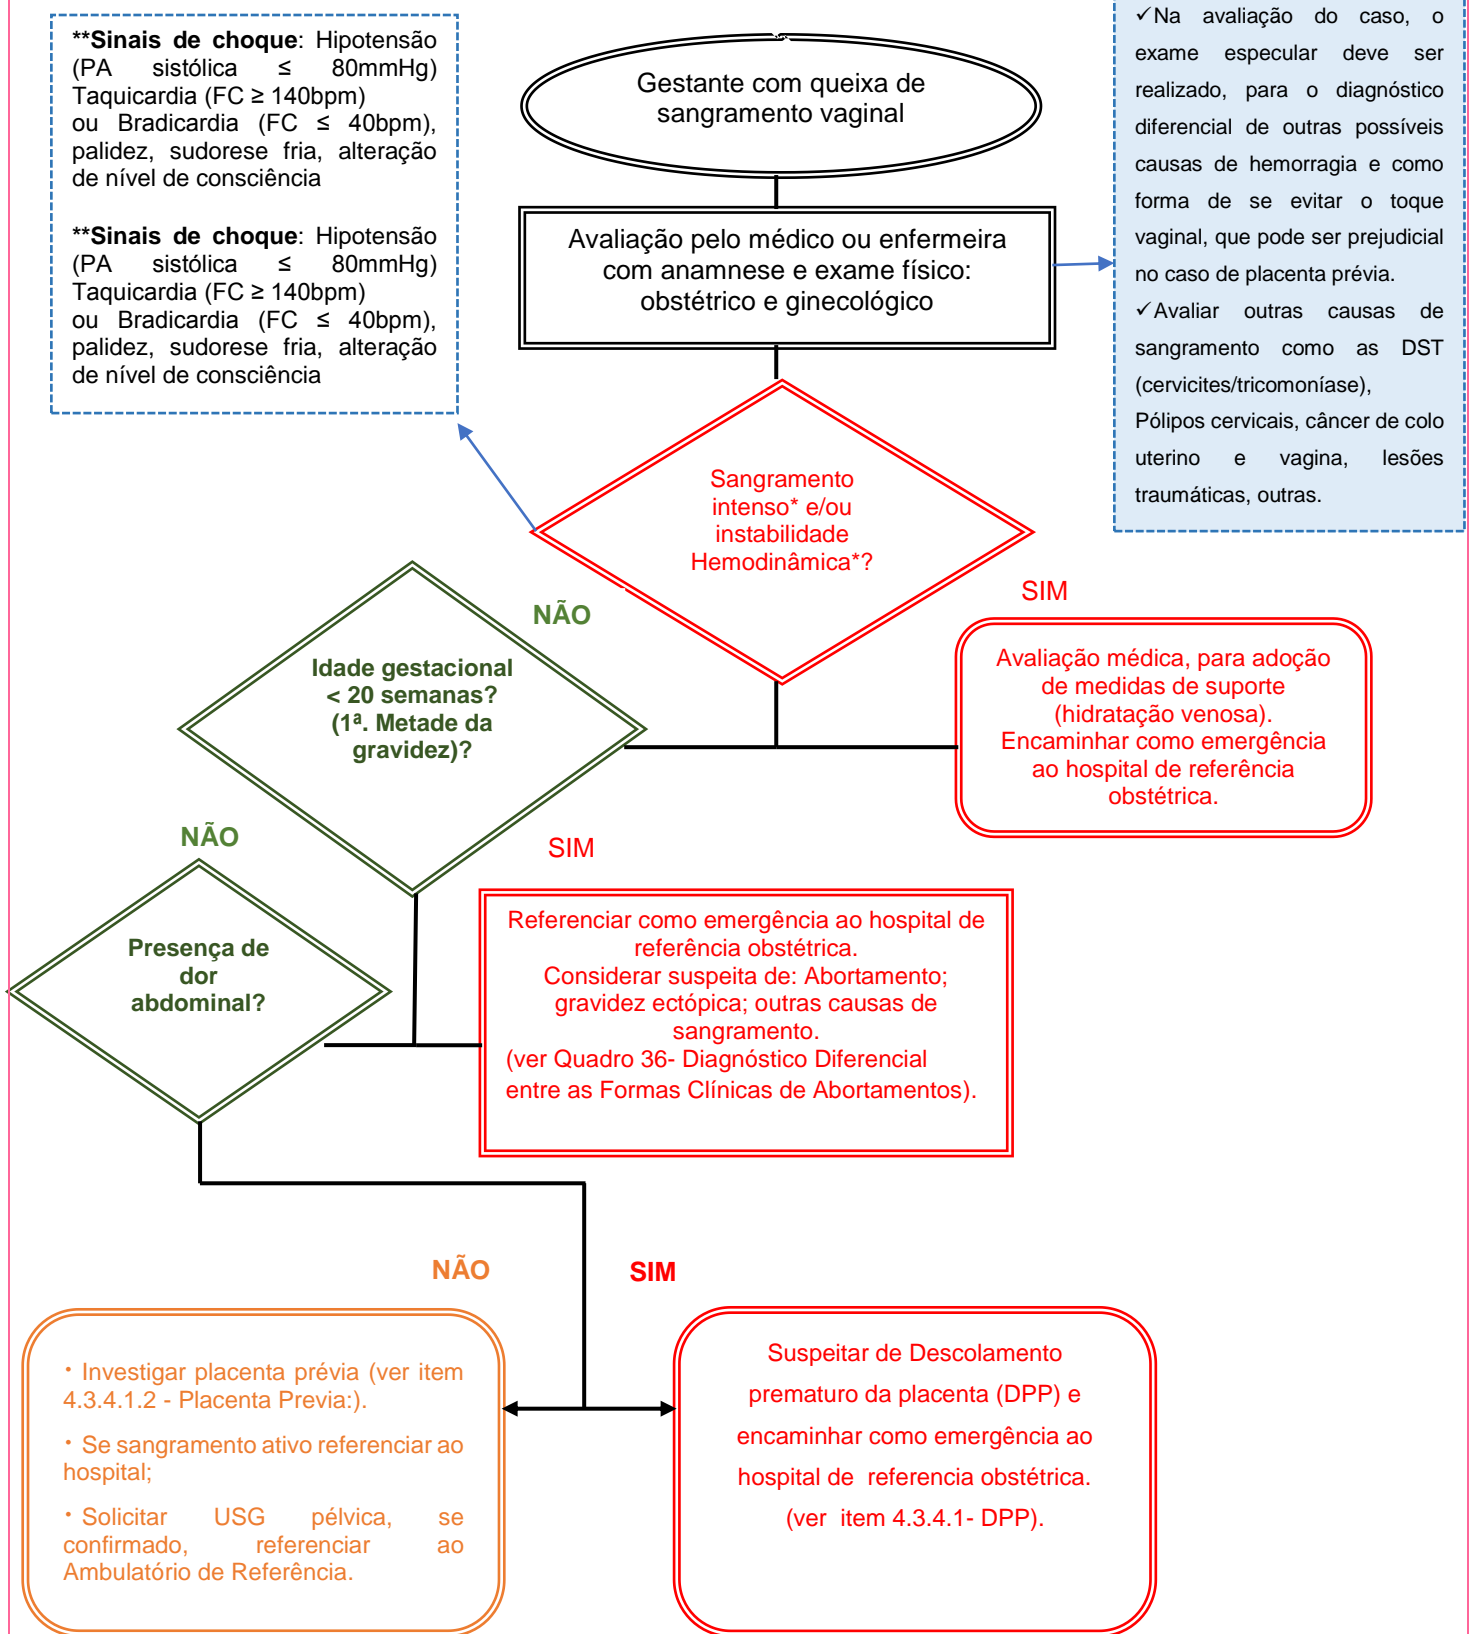 **Sinais de choque: Hipotensão
(PA sistólica ≤ 80mmHg)
Taquicardia (FC ≥ 140bpm)
ou Bradicardia (FC ≤ 40bpm),
palidez, sudorese fria, alteração
de nível de consciência
**Sinais de choque: Hipotensão
(PA sistólica ≤ 80mmHg)
Taquicardia (FC ≥ 140bpm)
ou Bradicardia (FC ≤ 40bpm),
palidez, sudorese fria, alteração
de nível de consciência
Gestante com queixa de
sangramento vaginal
✓Na avaliação do caso, o
exame especular deve ser
realizado, para o diagnóstico
diferencial de outras possíveis
causas de hemorragia e como
forma de se evitar o toque
vaginal, que pode ser prejudicial
no caso de placenta prévia.
✓Avaliar outras causas de
sangramento como as DST
(cervicites/tricomoníase),
Pólipos cervicais, câncer de colo
uterino e vagina, lesões
traumáticas, outras.
Avaliação pelo médico ou enfermeira
com anamnese e exame físico:
obstétrico e ginecológico
Sangramento
intenso* e/ou
instabilidade
Hemodinâmica*?
NÃO
SIM
Idade gestacional
< 20 semanas?
(1ª. Metade da
gravidez)?
Avaliação médica, para adoção
de medidas de suporte
(hidratação venosa).
Encaminhar como emergência
ao hospital de referência
obstétrica.
NÃO
SIM
Presença de
dor
abdominal?
Referenciar como emergência ao hospital de
referência obstétrica.
Considerar suspeita de: Abortamento;
gravidez ectópica; outras causas de
sangramento.
(ver Quadro 36- Diagnóstico Diferencial
entre as Formas Clínicas de Abortamentos).
NÃO
SIM
· Investigar placenta prévia (ver item
4.3.4.1.2 - Placenta Previa:).
· Se sangramento ativo referenciar ao
hospital;
· Solicitar USG pélvica, se
confirmado, referenciar ao
Ambulatório de Referência.
Suspeitar de Descolamento
prematuro da placenta (DPP) e
encaminhar como emergência ao
hospital de referencia obstétrica.
(ver item 4.3.4.1- DPP).